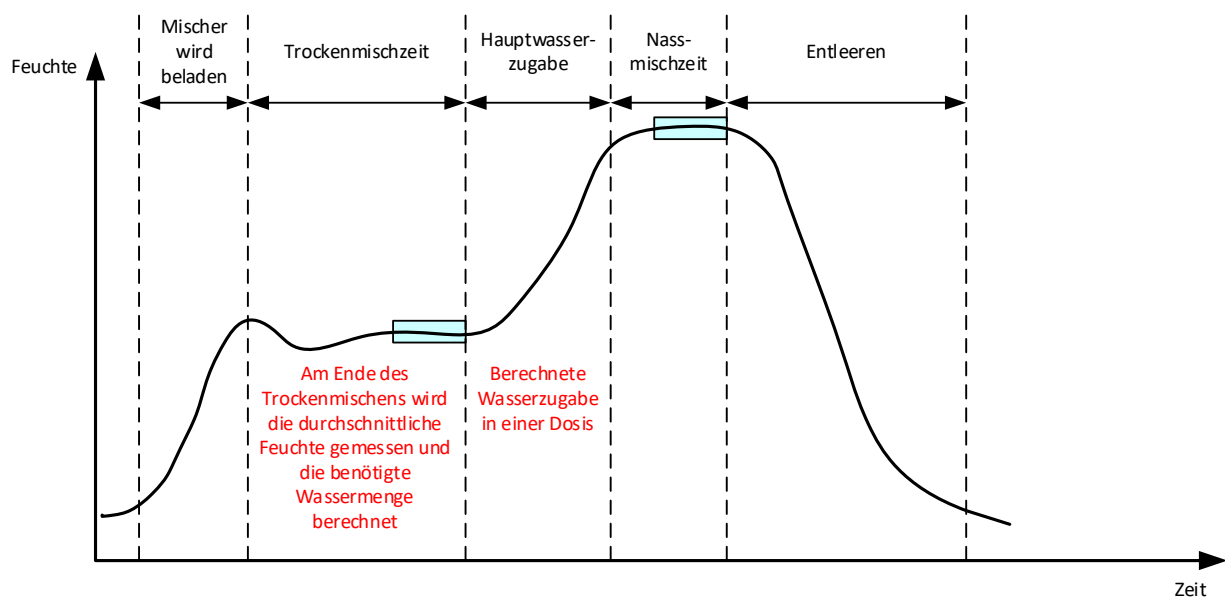 Mischer
wird
beladen
Trockenmischzeit
Hauptwasser-
zugabe
Nass-
mischzeit
Entleeren
Feuchte
Am Ende des
Trockenmischens wird
die durchschnittliche
Feuchte gemessen und
die benötigte
Wassermenge
berechnet
Berechnete
Wasserzugabe
in einer Dosis
Zeit